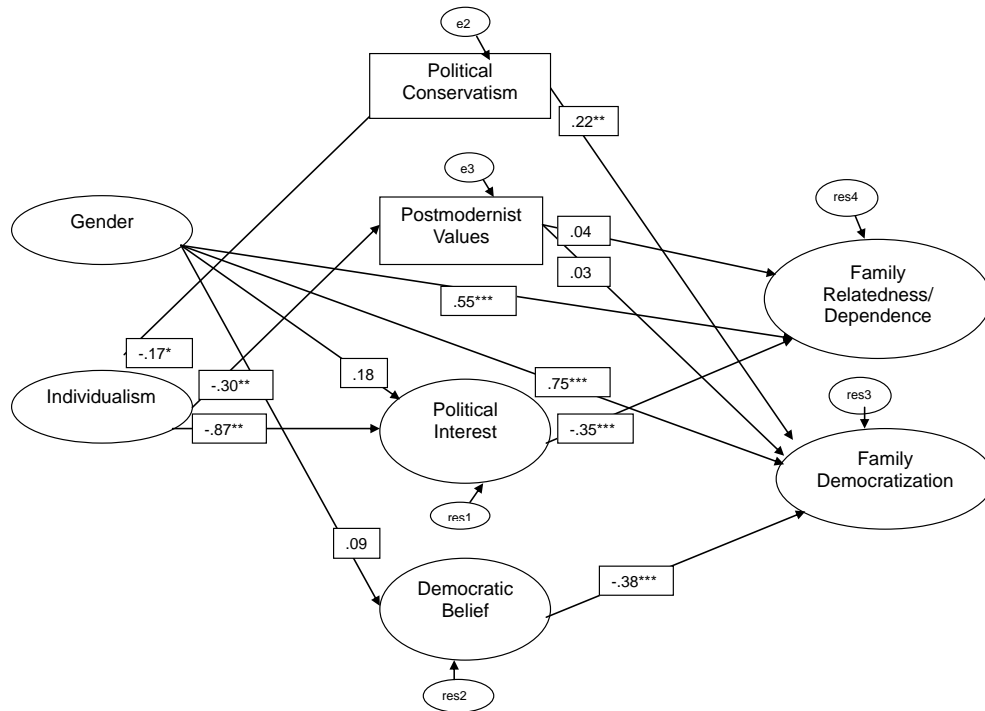 e2
Political
Conservatism
.22**
e3
Postmodernist
Values
.04
.03
res4
Gender
Family
Relatedness/
Dependence
.55***
-.17*
-.30**
.18
.75***
Individualism
-.87**
Political
Interest
-.35***
res3
Family
Democratization
res1
.09
Democratic
Belief
-.38***
res2